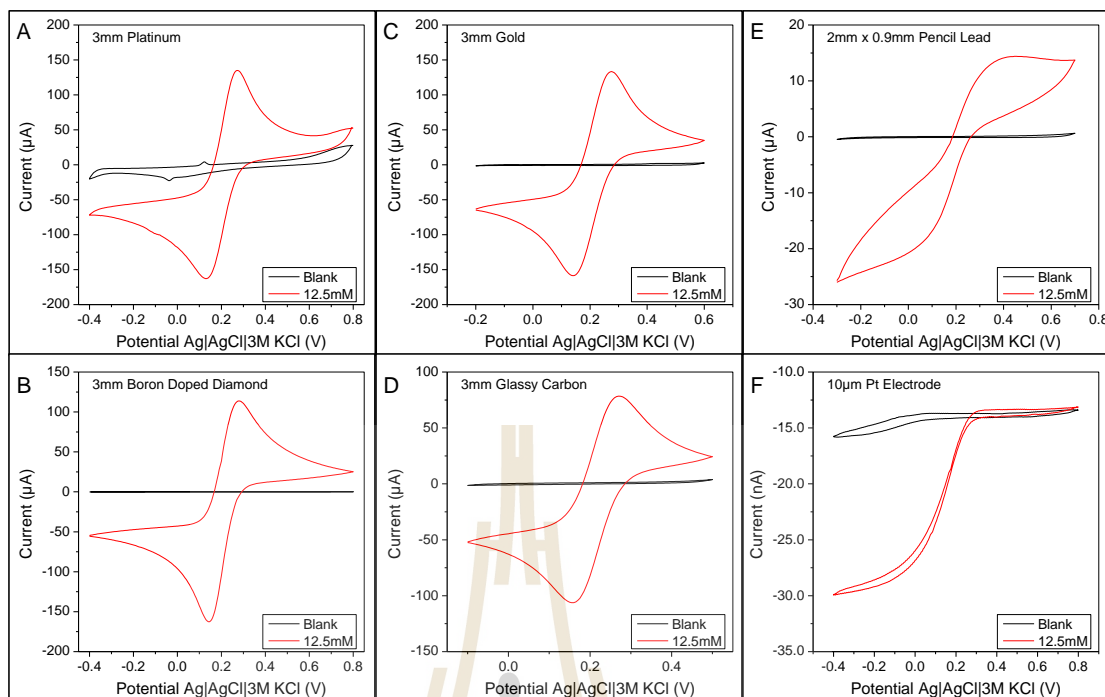 A
3mm Platinum
200
150
100
50
0
-50
-100
-150
-200
Current (µA)
-0.4 -0.2 0.0 0.2 0.4 0.6 0.8
Potential Ag|AgCl|3M KCl (V)
Blank
12.5mM
C
3mm Gold
200
150
100
50
0
-50
-100
-150
-200
Current (µA)
-0.2 0.0 0.2 0.4 0.6
Potential Ag|AgCl|3M KCl (V)
Blank
12.5mM
E
2mm x 0.9mm Pencil Lead
20
10
0
-10
-20
-30
Current (µA)
-0.4 -0.2 0.0 0.2 0.4 0.6 0.8
Potential Ag|AgCl|3M KCl (V)
Blank
12.5mM
B
3mm Boron Doped Diamond
150
100
50
0
-50
-100
-150
-200
Current (µA)
-0.4 -0.2 0.0 0.2 0.4 0.6 0.8
Potential Ag|AgCl|3M KCl (V)
Blank
12.5mM
D
3mm Glassy Carbon
100
50
0
-50
-100
-150
Current (µA)
0.0 0.2 0.4
Potential Ag|AgCl|3M KCl (V)
Blank
12.5mM
F
10µm Pt Electrode
-10.0
-15.0
-20.0
-25.0
-30.0
-35.0
Current (nA)
-0.4 -0.2 0.0 0.2 0.4 0.6 0.8
Potential Ag|AgCl|3M KCl (V)
Blank
12.5mM